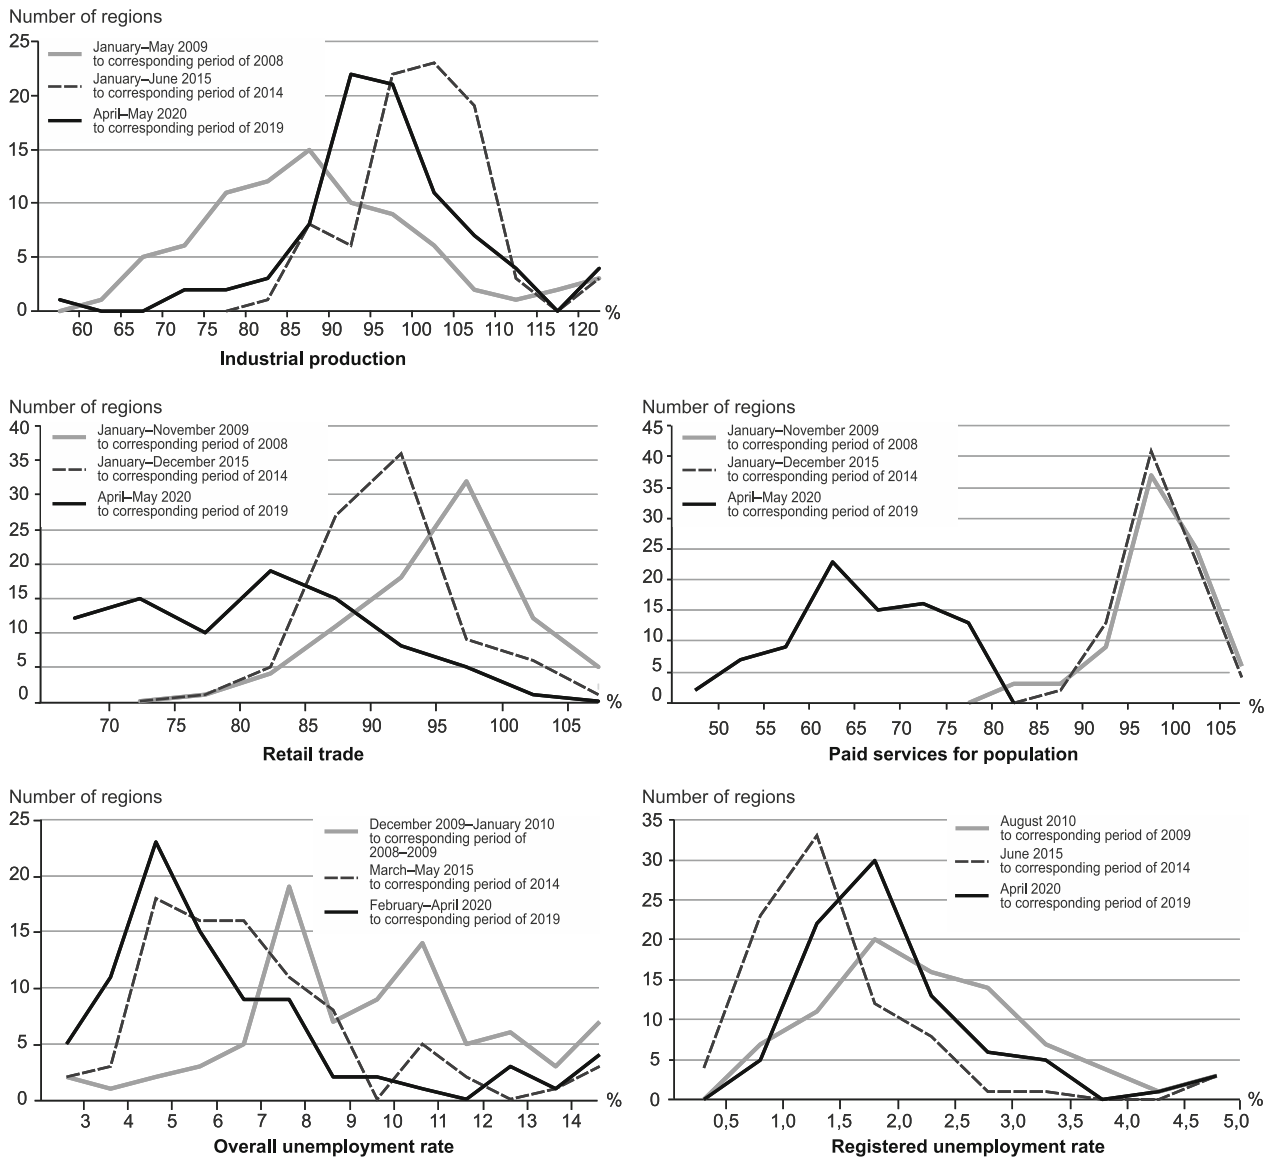 Number of regions
January–May 2009
to corresponding period of 2008
January–June 2015
to corresponding period of 2014
April–May 2020
to corresponding period of 2019
25
20
15
10
5
0
60 65 70 75 80 85 90 95 100 105 110 115 120 %
Industrial production
Number of regions
January–November 2009
to corresponding period of 2008
January–December 2015
to corresponding period of 2014
April–May 2020
to corresponding period of 2019
40
35
30
25
20
15
10
5
0
70 75 80 85 90 95 100 105 %
Retail trade
Number of regions
January–November 2009
to corresponding period of 2008
January–December 2015
to corresponding period of 2014
April–May 2020
to corresponding period of 2019
45
40
35
30
25
20
15
10
5
0
50 55 60 65 70 75 80 85 90 95 100 105 %
Paid services for population
Number of regions
December 2009–January 2010
to corresponding period of
2008–2009
March–May 2015
to corresponding period of 2014
February–April 2020
to corresponding period of 2019
25
20
15
10
5
0
3 4 5 6 7 8 9 10 11 12 13 14 %
Overall unemployment rate
Number of regions
August 2010
to corresponding period of 2009
June 2015
to corresponding period of 2014
April 2020
to corresponding period of 2019
35
30
25
20
15
10
5
0
0,5 1,0 1,5 2,0 2,5 3,0 3,5 4,0 4,5 5,0 %
Registered unemployment rate